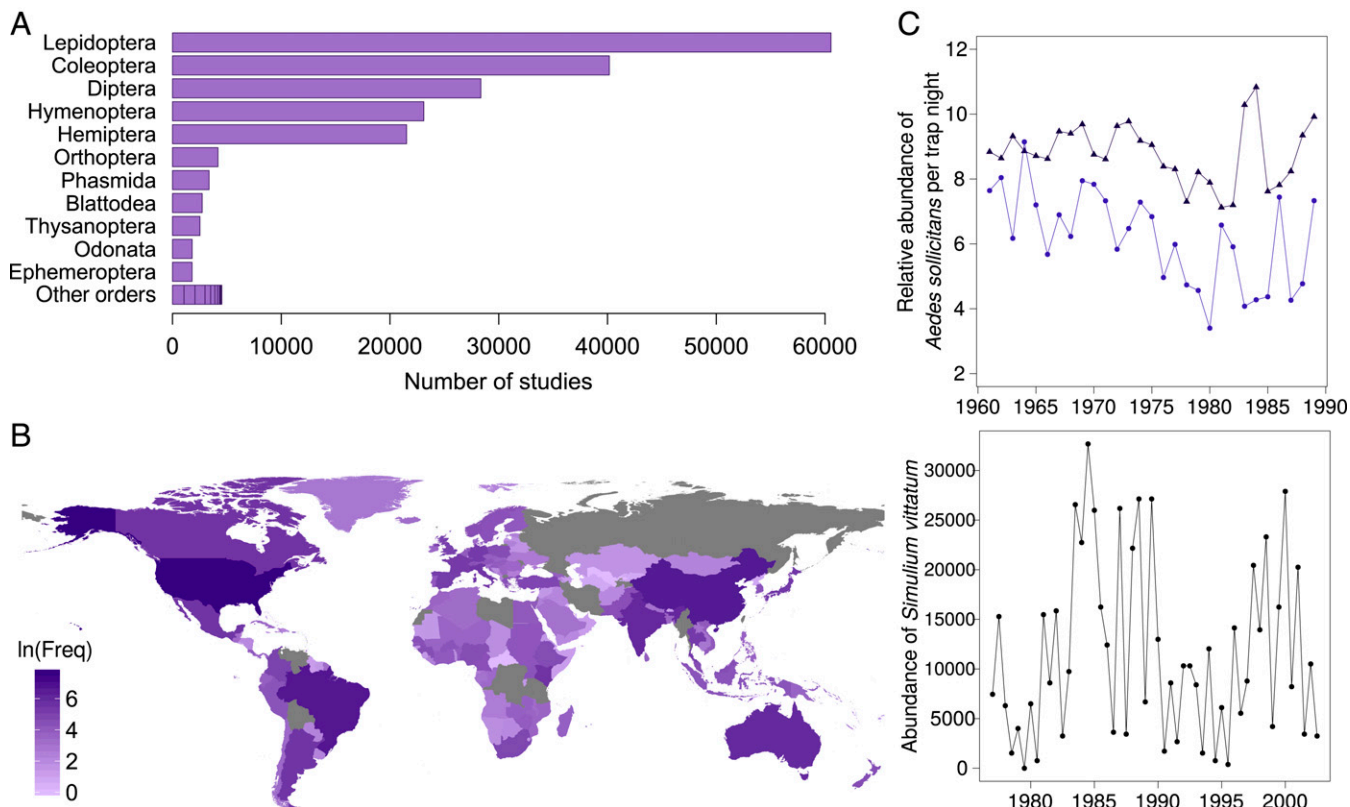 A
Lepidoptera
Coleoptera
Diptera
Hymenoptera
Hemiptera
Orthoptera
Phasmida
Blattodea
Thysanoptera
Odonata
Ephemeroptera
Other orders
0 10000 20000 30000 40000 50000 60000
Number of studies
B
ln(Freq)
6
4
2
0
C
Relative abundance of
Aedes sollicitans per trap night
12
10
8
6
4
2
1960 1965 1970 1975 1980 1985 1990
Abundance of Simulium vittatum
30000
25000
20000
15000
10000
5000
0
1980 1985 1990 1995 2000